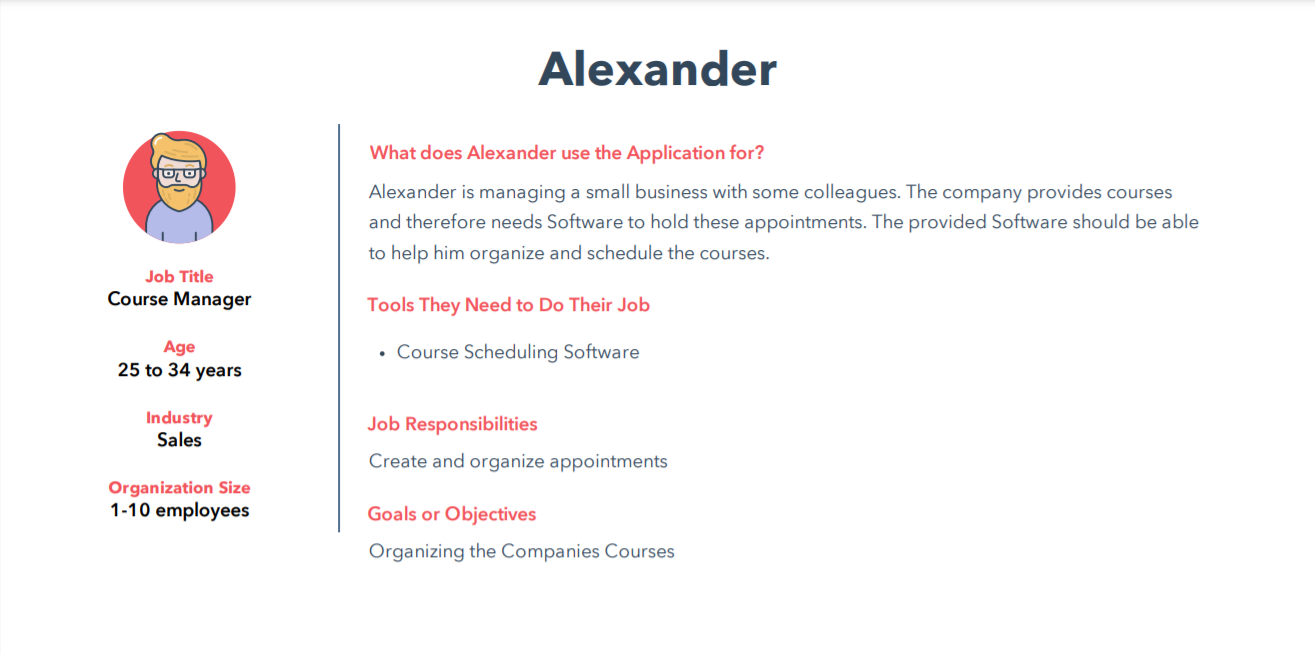 Alexander
Job Title
Course Manager
Age
25 to 34 years
Industry
Sales
Organization Size
1-10 employees
What does Alexander use the Application for?
Alexander is managing a small business with some colleagues. The company provides courses
and therefore needs Software to hold these appointments. The provided Software should be able
to help him organize and schedule the courses.
Tools They Need to Do Their Job
• Course Scheduling Software
Job Responsibilities
Create and organize appointments
Goals or Objectives
Organizing the Companies Courses